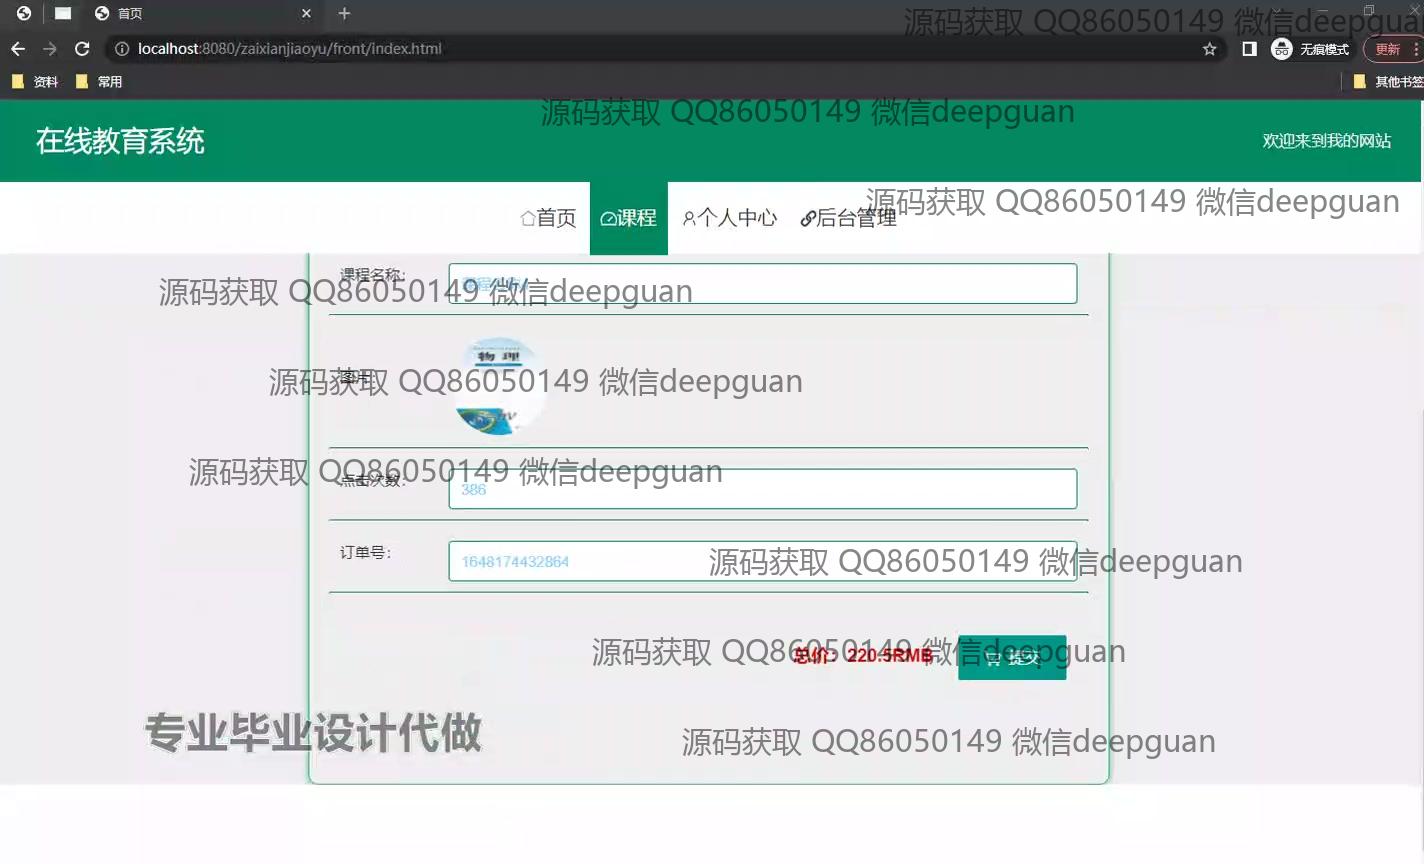 首页
源码获取 QQ86050149 微信deepgua
localhost:8080/zaixianjiaoyu/front/index.html
无痕模式
更新
资料
常用
其他书签
源码获取 QQ86050149 微信deepguan
在线教育系统
欢迎来到我的网站
源码获取 QQ86050149 微信deepguan
首页
课程
个人中心
后台管理
课程名称:
源码获取 QQ86050149 微信deepguan
物理
图片:
源码获取 QQ86050149 微信deepguan
源码获取 QQ86050149 微信deepguan
点击次数:
386
订单号:
1648174432864
源码获取 QQ86050149 微信deepguan
源码获取 QQ86050149 微信deepguan
总价: 220.5RMB
提交
专业毕业设计代做
源码获取 QQ86050149 微信deepguan